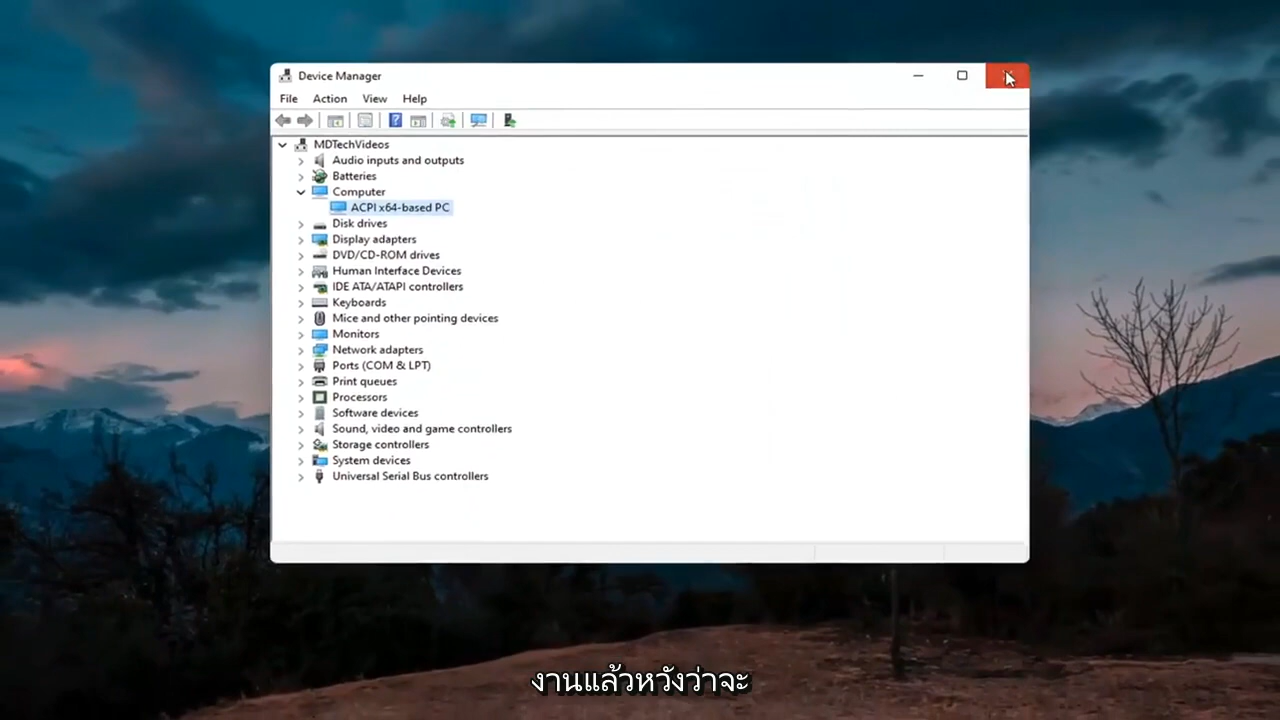 Device Manager
File Action View Help
MDTechVideos
Audio inputs and outputs
Batteries
Computer
ACPI x64-based PC
Disk drives
Display adapters
DVD/CD-ROM drives
Human Interface Devices
IDE ATA/ATAPI controllers
Keyboards
Mice and other pointing devices
Monitors
Network adapters
Ports (COM & LPT)
Print queues
Processors
Software devices
Sound, video and game controllers
Storage controllers
System devices
Universal Serial Bus controllers
งานแล้วหวังว่าจะ